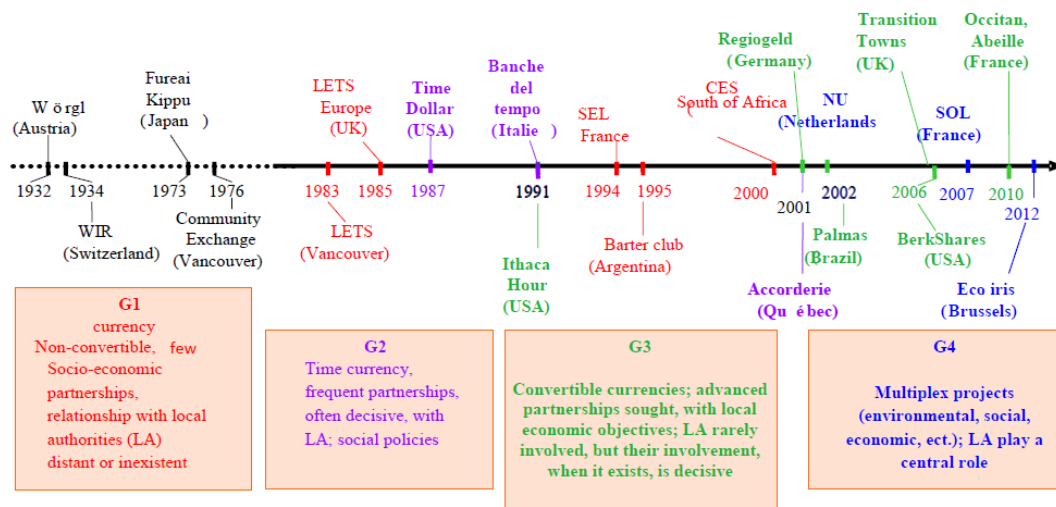 Wörgl
(Austria)
Fureai
Kippu
(Japan )
LETS
Europe
(UK)
Time
Dollar
(USA)
Banche
del
tempo
(Italie )
SEL
France
CES
South of Africa
(
Regiogeld
(Germany)
NU
(Netherlands
Transition
Towns
(UK)
SOL
(France)
Occitan,
Abeille
(France)
1932
1934
1973
1976
1983
1985
1987
1991
1994
1995
2000
2001
2002
2006
2007
2010
2012
WIR
(Switzerland)
Community
Exchange
(Vancouver)
LETS
(Vancouver)
Ithaca
Hour
(USA)
Barter club
(Argentina)
Accorderie
(Qu ébec)
Palmas
(Brazil)
BerkShares
(USA)
Eco iris
(Brussels)
G1
currency
Non-convertible, few
Socio-economic
partnerships,
relationship with local
authorities (LA)
distant or inexistent
G2
Time currency,
frequent partnerships,
often decisive, with
LA; social policies
G3
Convertible currencies; advanced
partnerships sought, with local
economic objectives; LA rarely
involved, but their involvement,
when it exists, is decisive
G4
Multiplex projects
(environmental, social,
economic, ect.); LA play a
central role